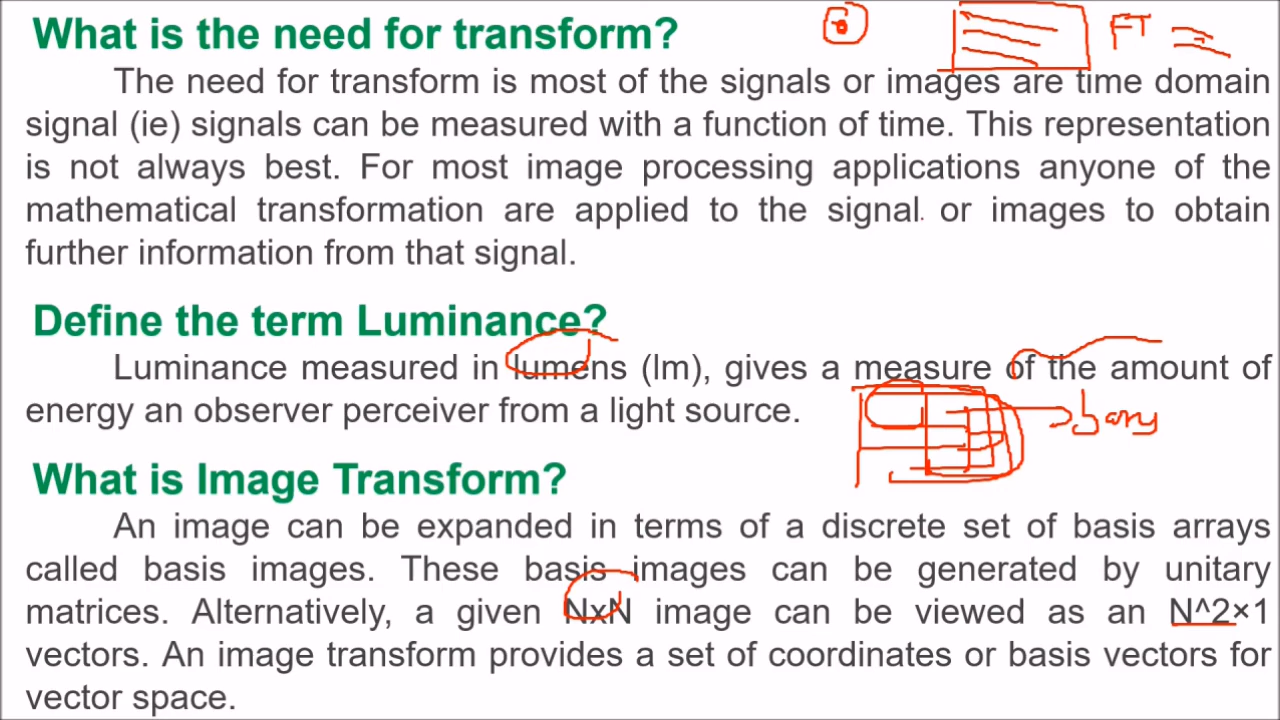 What is the need for transform?
FT
The need for transform is most of the signals or images are time domain
signal (ie) signals can be measured with a function of time. This representation
is not always best. For most image processing applications anyone of the
mathematical transformation are applied to the signal or images to obtain
further information from that signal.
Define the term Luminance?
Luminance measured in lumens (lm), gives a measure of the amount of
energy an observer perceiver from a light source.
What is Image Transform?
An image can be expanded in terms of a discrete set of basis arrays
called basis images. These basis images can be generated by unitary
matrices. Alternatively, a given NxN image can be viewed as an N^2×1
vectors. An image transform provides a set of coordinates or basis vectors for
vector space.